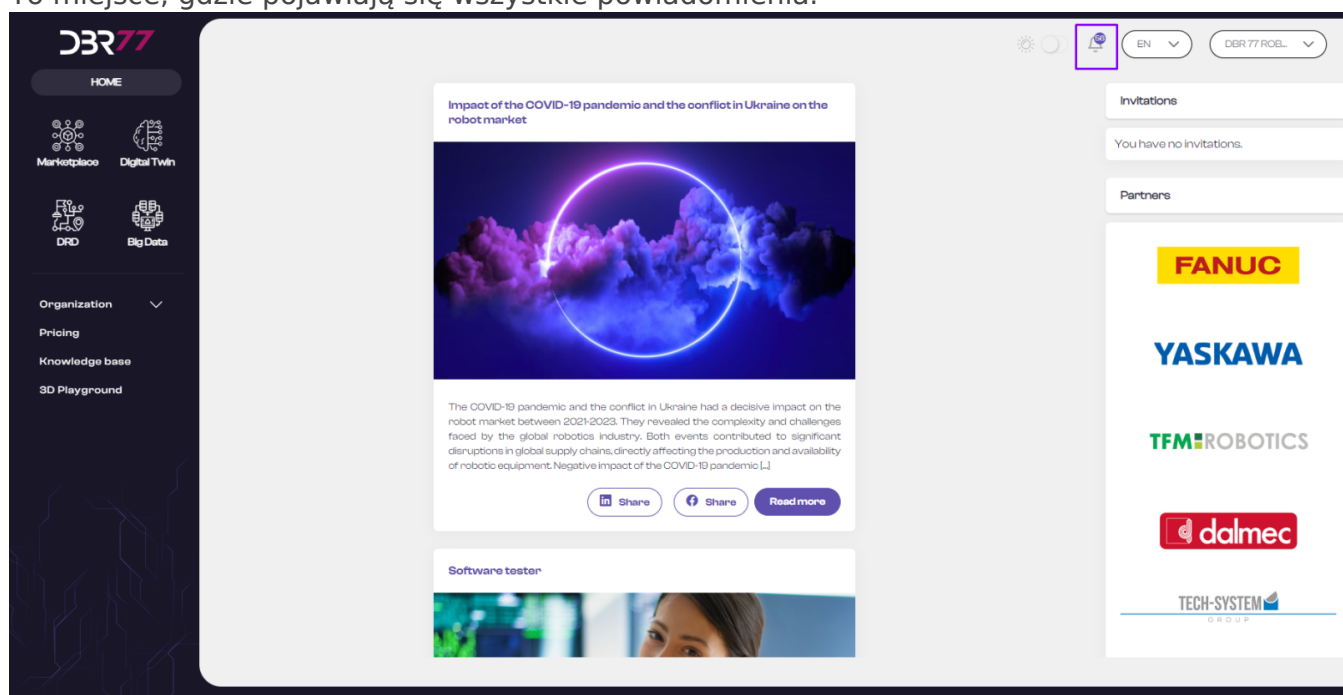 To miejsce, gdzie pojawiają się wszystkie powiadomienia.
DBR77
HOME
Marketplace
Digital Twin
DRD
Big Data
Organization
Pricing
Knowledge base
3D Playground
EN
DBR 77 ROB...
Impact of the COVID-19 pandemic and the conflict in Ukraine on the
robot market
The COVID-19 pandemic and the conflict in Ukraine had a decisive impact on the
robot market between 2021-2023. They revealed the complexity and challenges
faced by the global robotics industry. Both events contributed to significant
disruptions in global supply chains, directly affecting the production and availability
of robotic equipment. Negative impact of the COVID-19 pandemic [...]
Share
Share
Read more
Software tester
Invitations
You have no invitations.
Partners
FANUC
YASKAWA
TFM ROBOTICS
dalmec
TECH-SYSTEM
GROUP